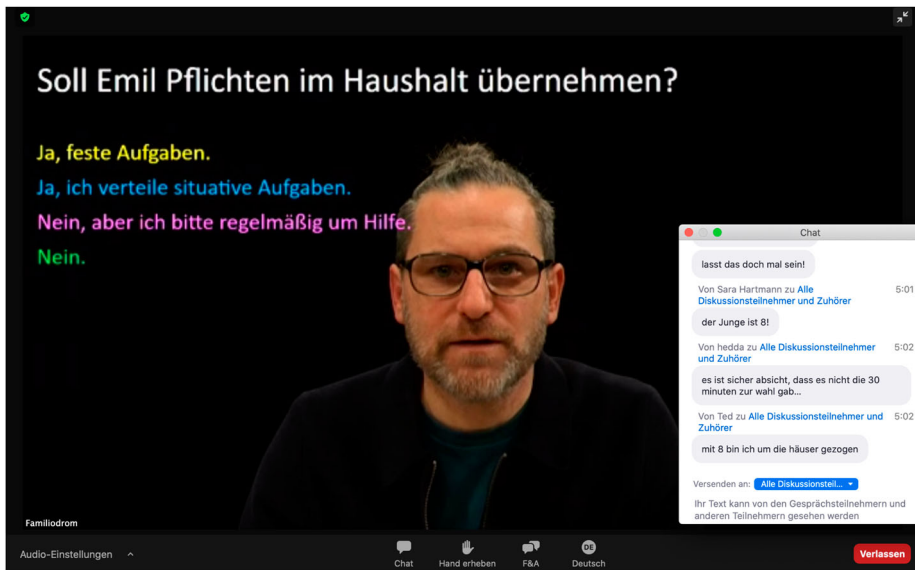 Soll Emil Pflichten im Haushalt übernehmen?
Ja, feste Aufgaben.
Ja, ich verteile situative Aufgaben.
Nein, aber ich bitte regelmäßig um Hilfe.
Nein.
Familiodrom
Chat
lasst das doch mal sein!
Von Sara Hartmann zu Alle 5:01
Diskussionsteilnehmer und Zuhörer
der Junge ist 8!
Von hedda zu Alle Diskussionsteilnehmer 5:02
und Zuhörer
es ist sicher absicht, dass es nicht die 30
minuten zur wahl gab...
Von Ted zu Alle Diskussionsteilnehmer und 5:02
Zuhörer
mit 8 bin ich um die häuser gezogen
Versenden an: Alle Diskussionsteil...
Ihr Text kann von den Gesprächsteilnehmern und
anderen Teilnehmern gesehen werden
Audio-Einstellungen
Chat
Hand erheben
F&A
DE
Deutsch
Verlassen